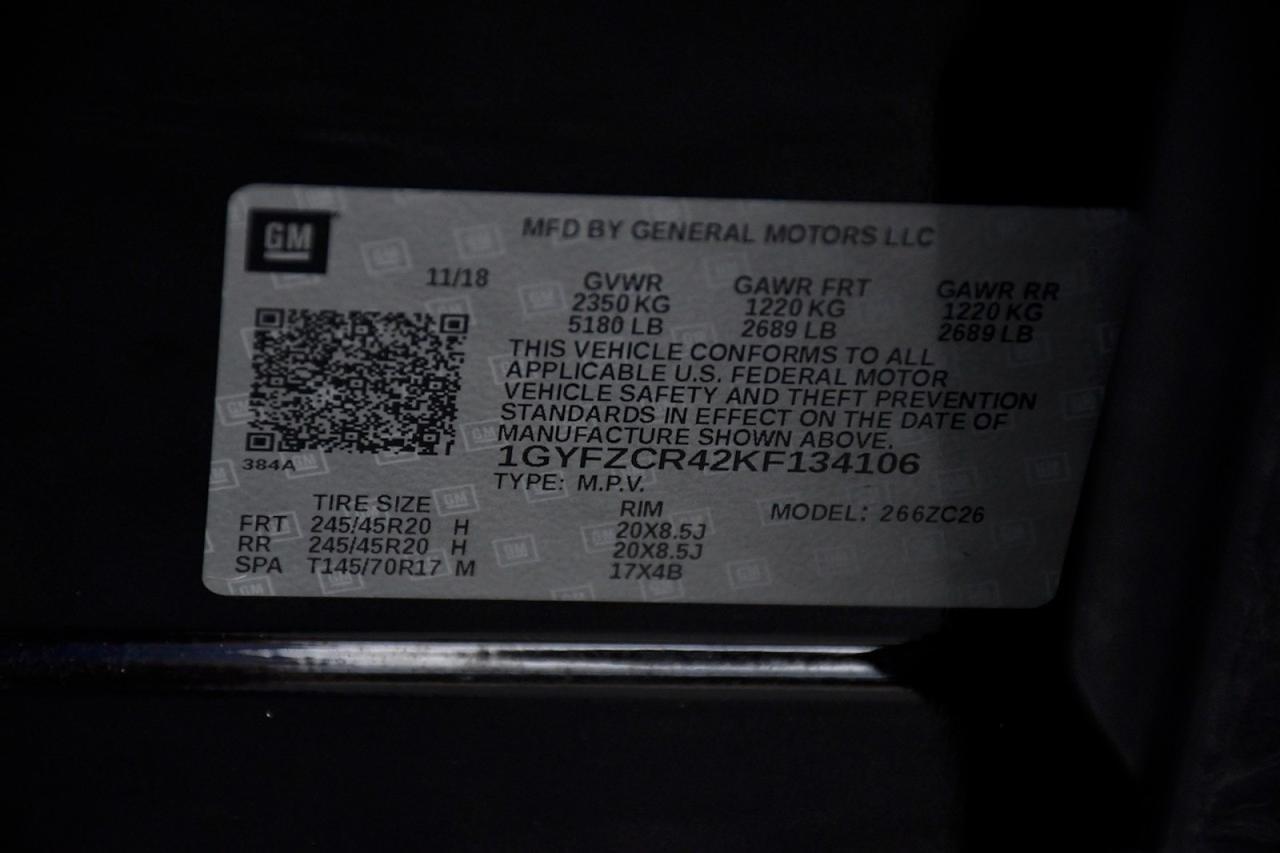 GM
MFD BY GENERAL MOTORS LLC
11/18 GVWR GAWR FRT GAWR RR
2350 KG 1220 KG 1220 KG
5180 LB 2689 LB 2689 LB
THIS VEHICLE CONFORMS TO ALL
APPLICABLE U.S. FEDERAL MOTOR
VEHICLE SAFETY AND THEFT PREVENTION
STANDARDS IN EFFECT ON THE DATE OF
MANUFACTURE SHOWN ABOVE.
384A
1GYFZCR42KF134106
TYPE: M.P.V.
TIRE SIZE RIM MODEL: 266ZC26
FRT 245/45R20 H 20X8.5J
RR 245/45R20 H 20X8.5J
SPA T145/70R17 M 17X4B